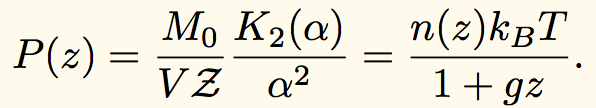 P(z) = \frac{M_0}{V\mathcal{Z}} \frac{K_2(\alpha)}{\alpha^2} = \frac{n(z)k_BT}{1 + gz}.